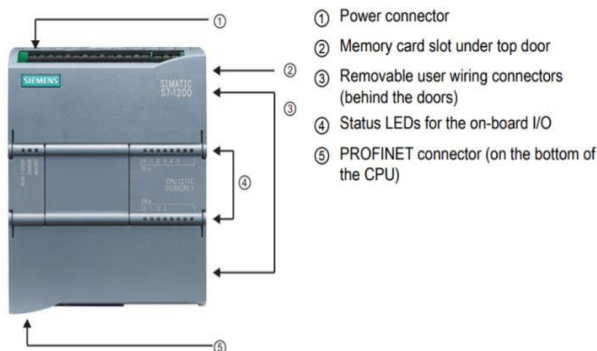 ① Power connector
② Memory card slot under top door
③ Removable user wiring connectors
(behind the doors)
④ Status LEDs for the on-board I/O
⑤ PROFINET connector (on the bottom of
the CPU)
①
②
SIEMENS
SIMATIC
S7-1200
③
④
CPU 1211C
DC/DC/RLY
⑤